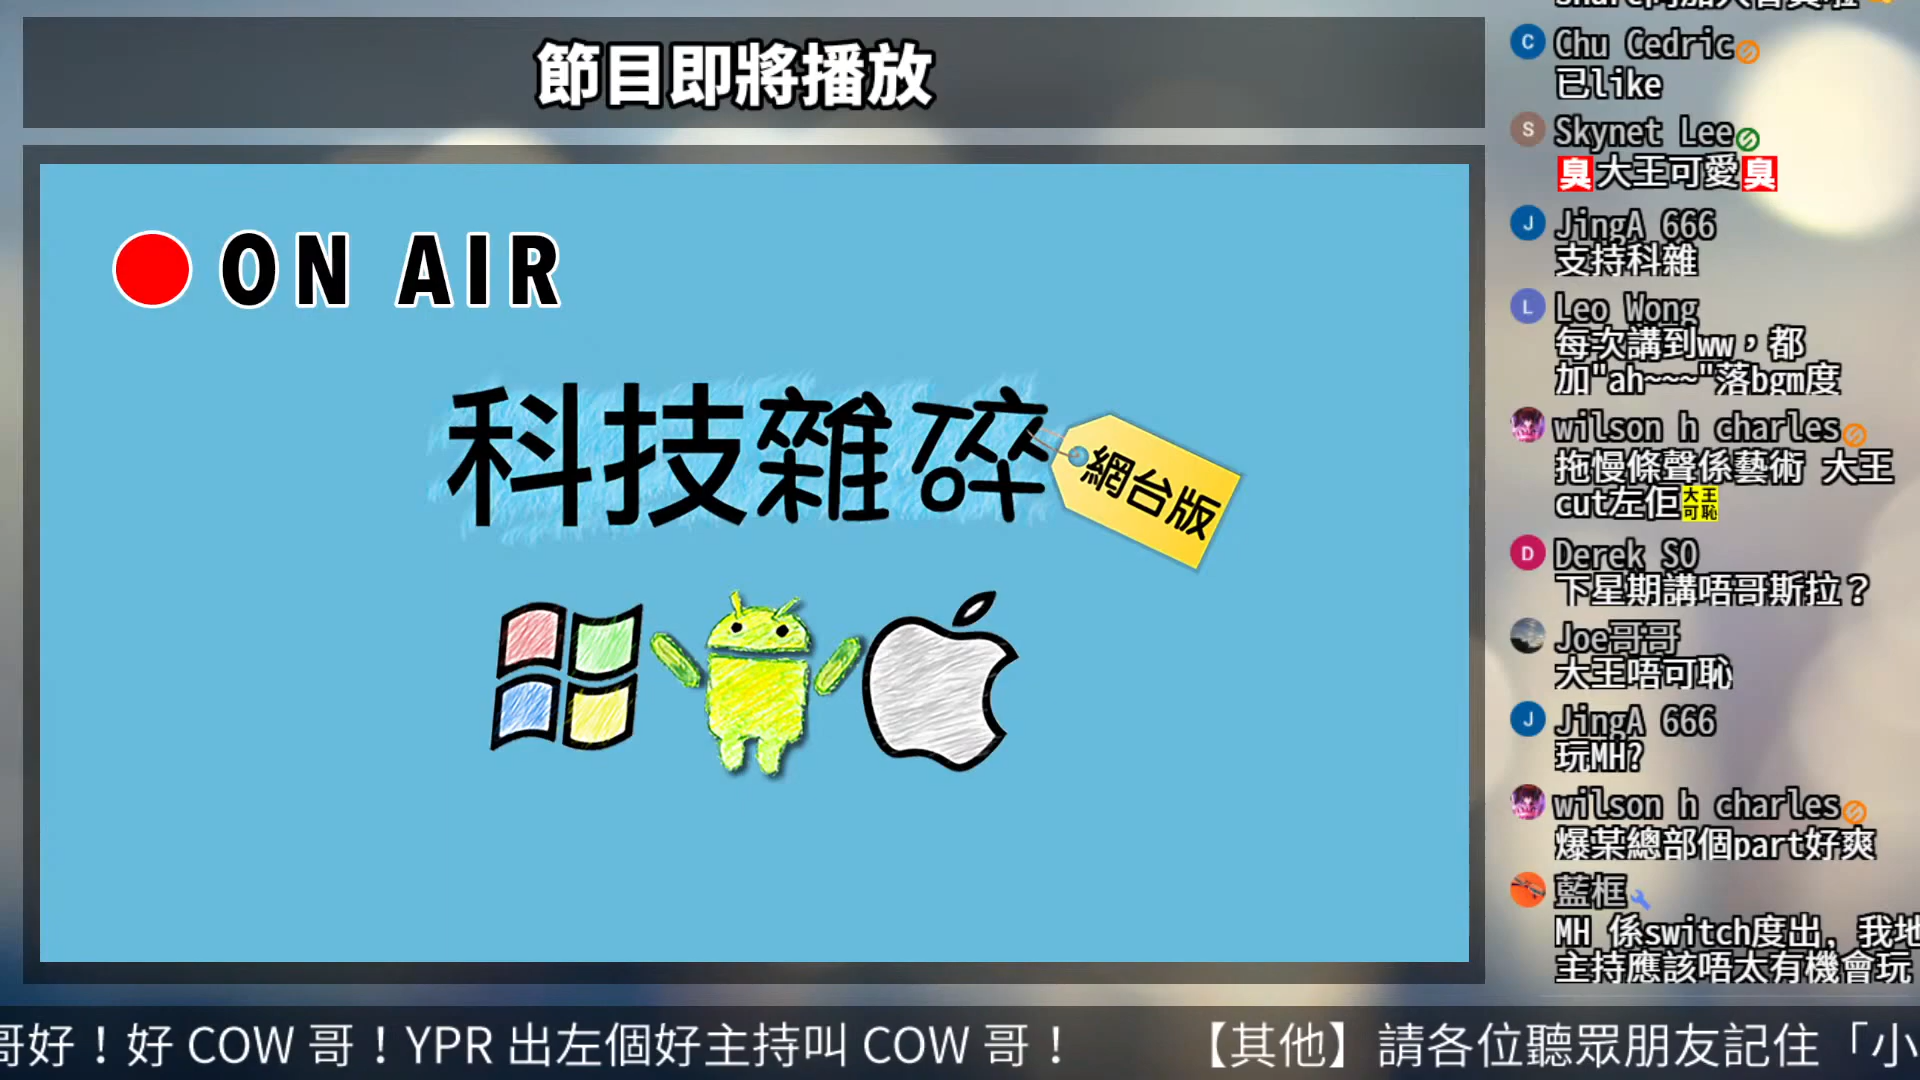 節目即將播放
ON AIR
科技雜碎
網台版
Chu Cedric
已like
Skynet Lee
臭大王可愛臭
JingA 666
支持科雜
Leo Wong
每次講到ww，都
加"ah~~~"落bgm度
wilson h charles
拖慢條聲係藝術 大王
cut左佢大王可恥
Derek SO
下星期講唔哥斯拉？
Joe哥哥
大王唔可恥
JingA 666
玩MH?
wilson h charles
爆某總部個part好爽
藍框
MH 係switch度出, 我地
主持應該唔太有機會玩
哥好！好 COW 哥！YPR 出左個好主持叫 COW 哥！ 【其他】請各位聽眾朋友記住「小